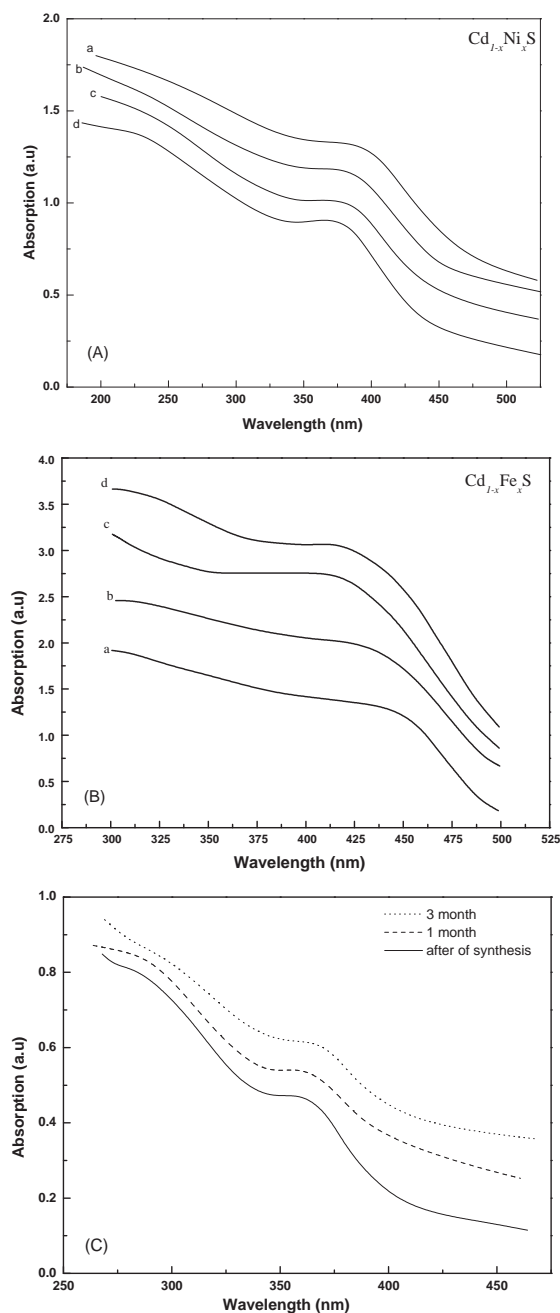 2.0
1.5
1.0
0.5
0.0
Absorption (a.u)
a
b
c
d
Cd1-xNixS
(A)
200 250 300 350 400 450 500
Wavelength (nm)
4.0
3.5
3.0
2.5
2.0
1.5
1.0
0.5
0.0
Absorption (a.u)
d
c
b
a
Cd1-xFexS
(B)
275 300 325 350 375 400 425 450 475 500 525
Wavelength (nm)
1.0
0.8
0.6
0.4
0.2
0.0
Absorption (a.u)
3 month
1 month
after of synthesis
(C)
250 300 350 400 450
Wavelength (nm)